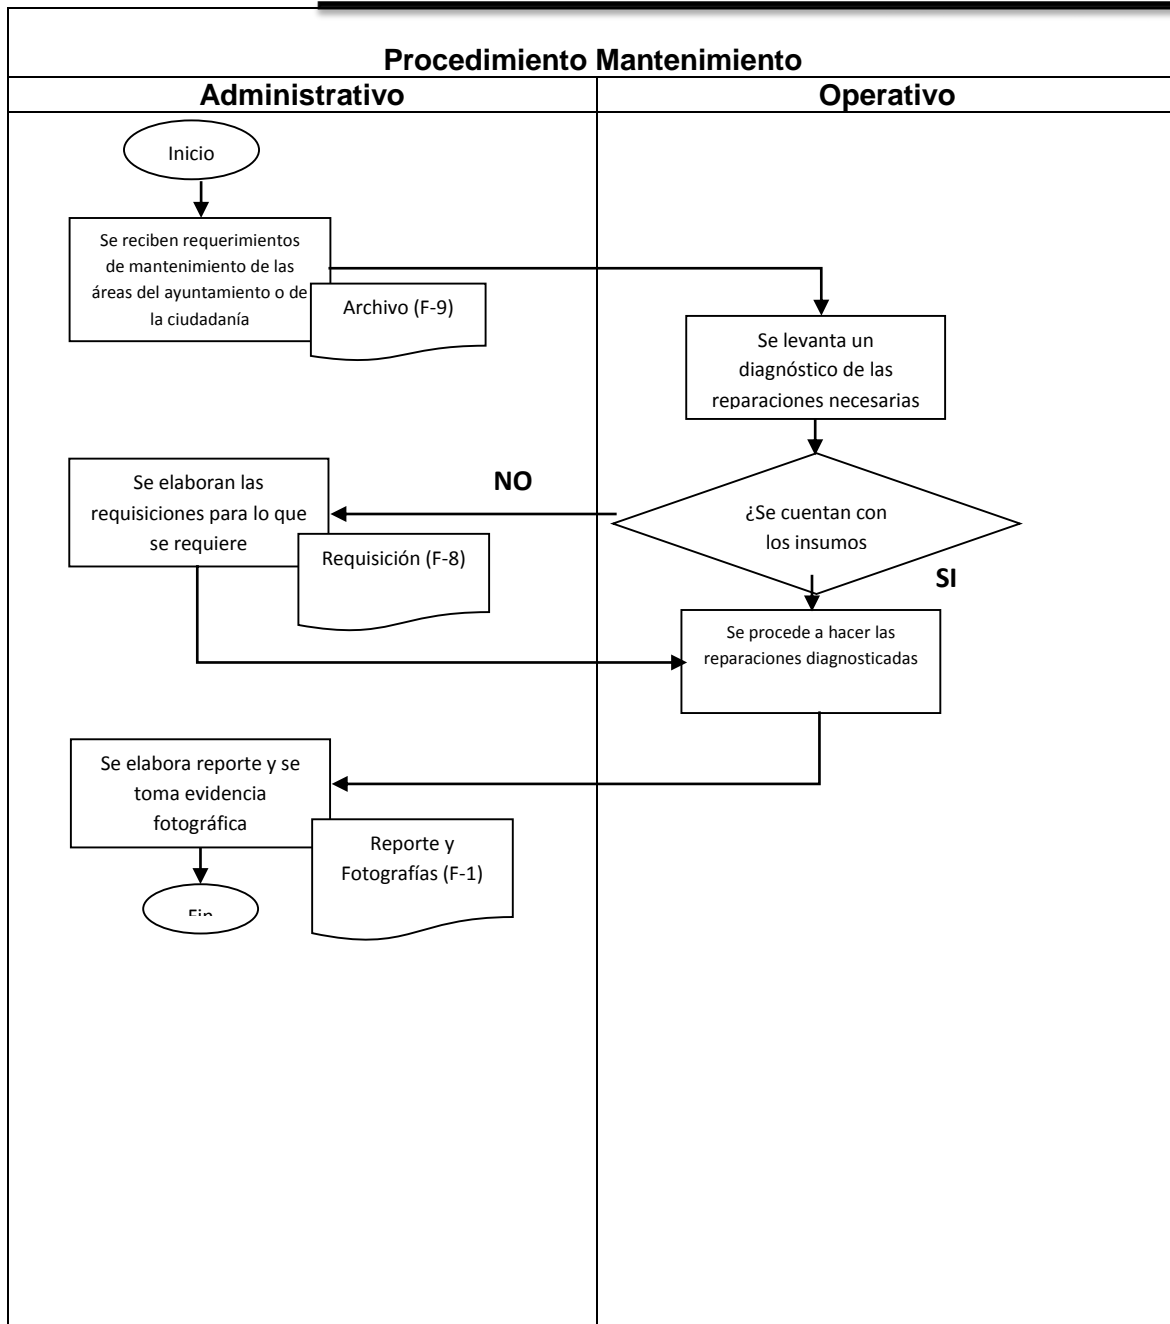 Procedimiento Mantenimiento
Administrativo
Operativo
Inicio
Se reciben requerimientos
de mantenimiento de las
áreas del ayuntamiento o de
la ciudadanía
Archivo (F-9)
Se levanta un
diagnóstico de las
reparaciones necesarias
¿Se cuentan con
los insumos
NO
SI
Se elaboran las
requisiciones para lo que
se requiere
Requisición (F-8)
Se procede a hacer las
reparaciones diagnosticadas
Se elabora reporte y se
toma evidencia
fotográfica
Reporte y
Fotografías (F-1)
Fin